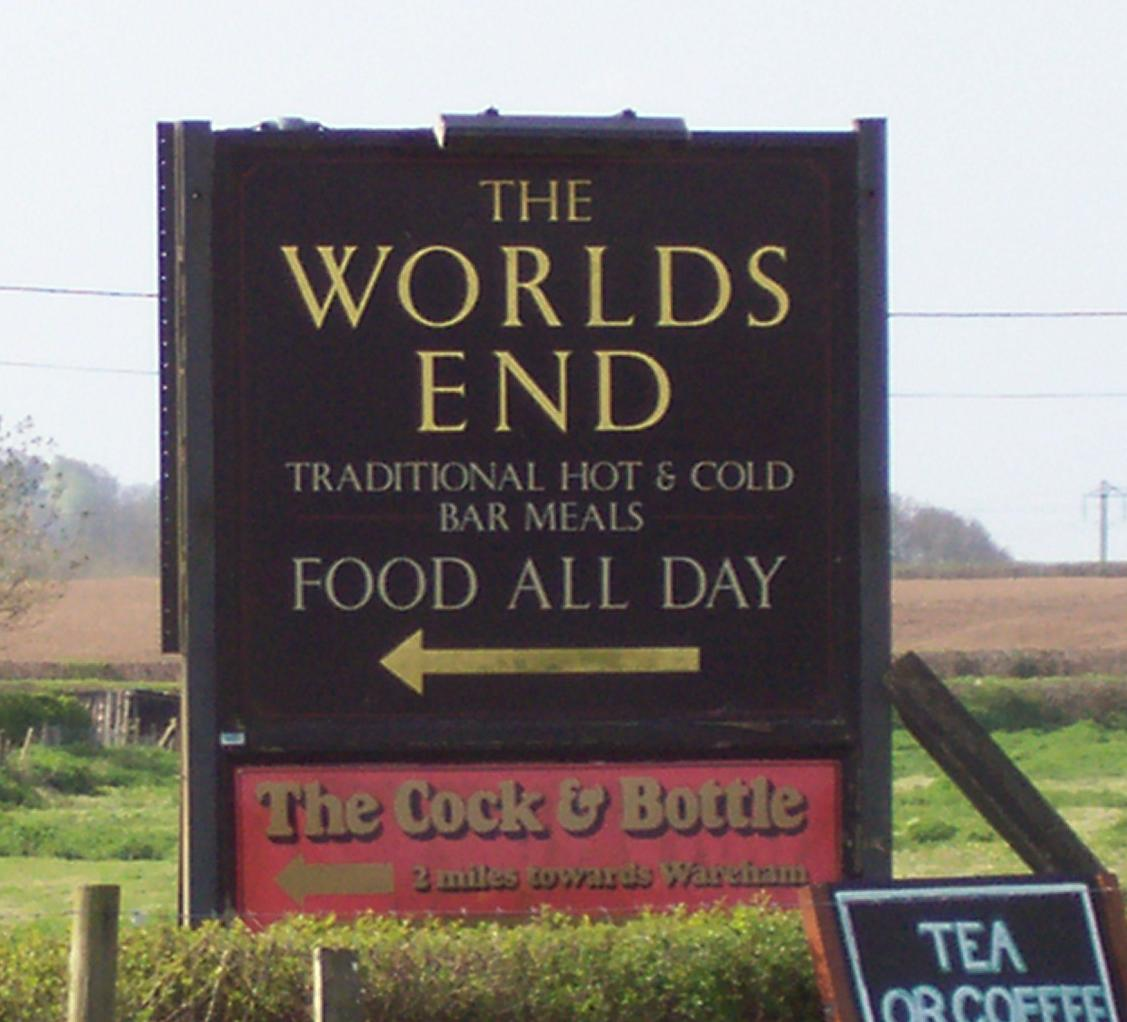 THE
WORLDS
END
TRADITIONAL HOT & COLD
BAR MEALS
FOOD ALL DAY
The Cock & Bottle
2 miles towards Wareham
TEA
OR COFFEE